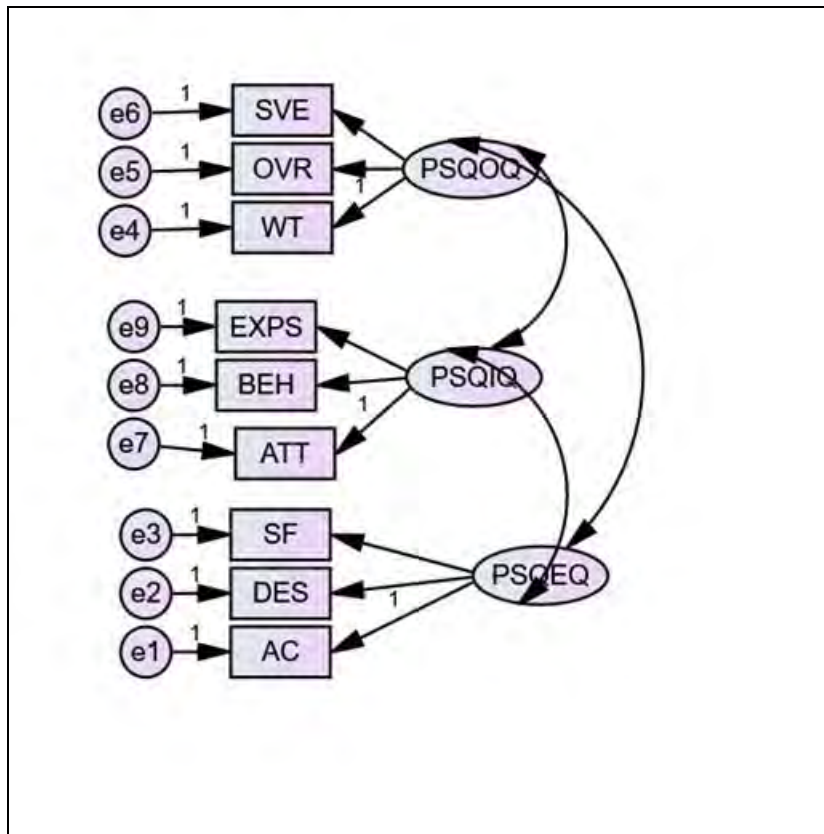 e6 1 SVE
e5 1 OVR PSQOQ
e4 1 WT 1
e9 1 EXPS
e8 1 BEH PSQIQ
e7 1 ATT 1
e3 1 SF
e2 1 DES PSQEQ
e1 1 AC 1